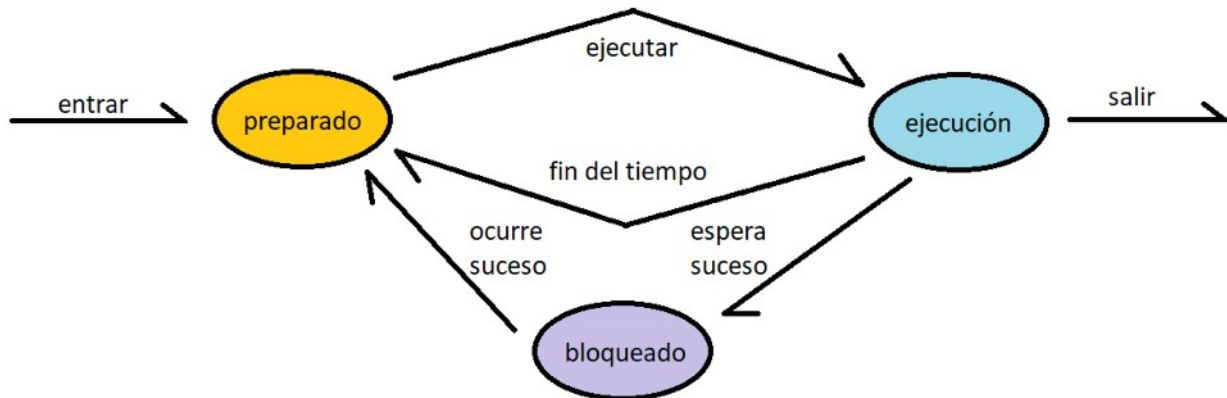 ejecutar
entrar
preparado
ejecución
salir
fin del tiempo
ocurre
suceso
espera
suceso
bloqueado